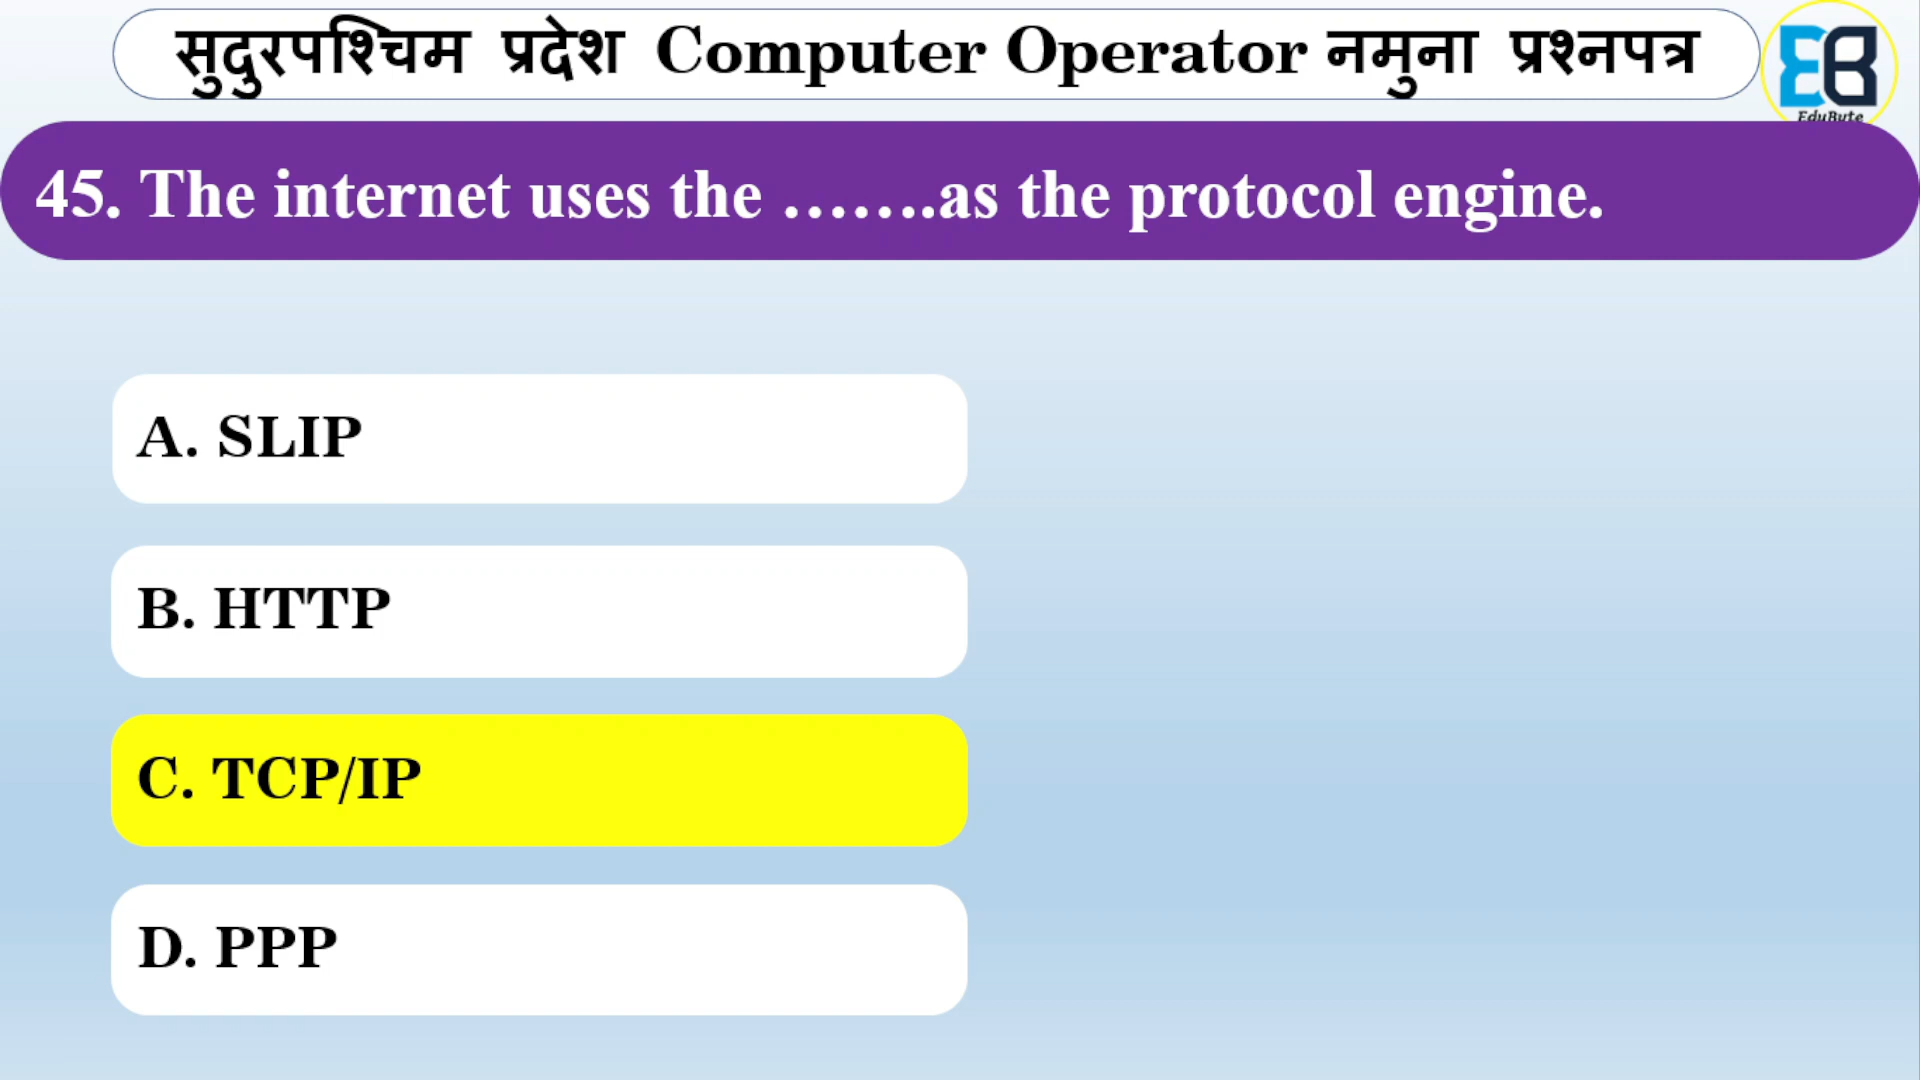 सुदुरपश्चिम प्रदेश Computer Operator नमुना प्रश्नपत्र
EduByte
45. The internet uses the …….as the protocol engine.
A. SLIP
B. HTTP
C. TCP/IP
D. PPP